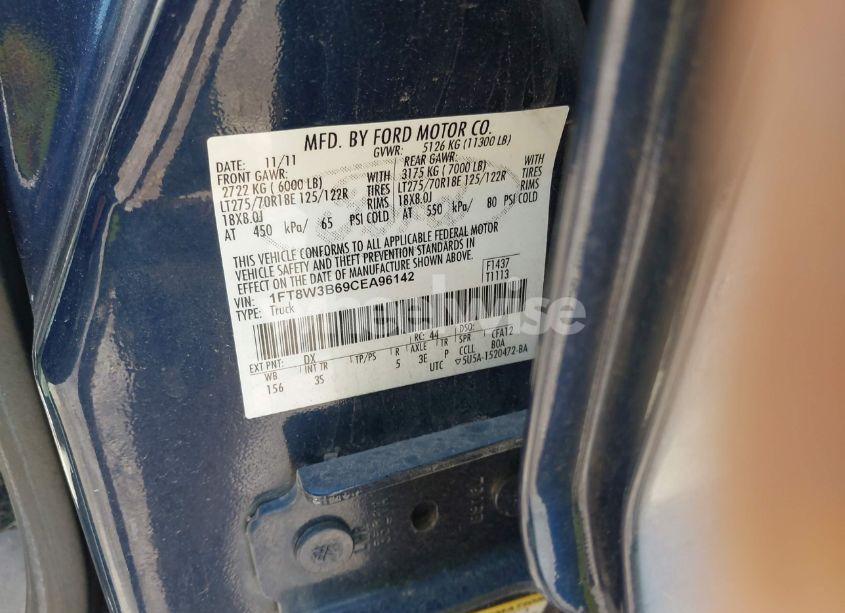 MFD. BY FORD MOTOR CO.
DATE: 11/11 GVWR: 5126 KG (11300 LB)
FRONT GAWR: REAR GAWR:
2722 KG ( 6000 LB) WITH 3175 KG ( 7000 LB) WITH
LT275/70R18E 125/122R TIRES LT275/70R18E 125/122R TIRES
18X8.0J RIMS 18X8.0J RIMS
AT 450 kPa/ 65 PSI COLD AT 550 kPa/ 80 PSI COLD
THIS VEHICLE CONFORMS TO ALL APPLICABLE FEDERAL MOTOR
VEHICLE SAFETY AND THEFT PREVENTION STANDARDS IN
EFFECT ON THE DATE OF MANUFACTURE SHOWN ABOVE.
VIN: 1FT8W3B69CEA96142 F1437
TYPE: Truck T1113
wheelwise
EXT PNT: DX RC: 44 DSO: CFA12
WB INT TR TP/PS R AXLE TR SPR BOA
156 3S 5 3E P CCLL
UTC ▽5U5A-1520472-BA